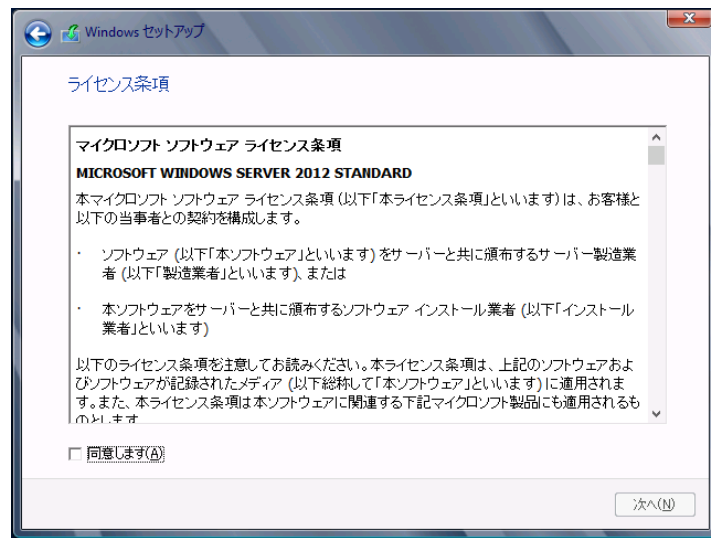 Windows セットアップ
ライセンス条項
マイクロソフト ソフトウェア ライセンス条項
MICROSOFT WINDOWS SERVER 2012 STANDARD
本マイクロソフト ソフトウェア ライセンス条項 (以下「本ライセンス条項」といいます) は、お客様と
以下の当事者との契約を構成します。
・ ソフトウェア (以下「本ソフトウェア」といいます) をサーバーと共に頒布するサーバー製造業
者 (以下「製造業者」といいます)、または
・ 本ソフトウェアをサーバーと共に頒布するソフトウェア インストール業者 (以下「インストール
業者」といいます)
以下のライセンス条項を注意してお読みください。本ライセンス条項は、上記のソフトウェアおよ
びソフトウェアが記録されたメディア (以下総称して「本ソフトウェア」といいます) に適用されま
す。また、本ライセンス条項は本ソフトウェアに関連する下記マイクロソフト製品にも適用されるも
のとします
同意します(A)
次へ(N)